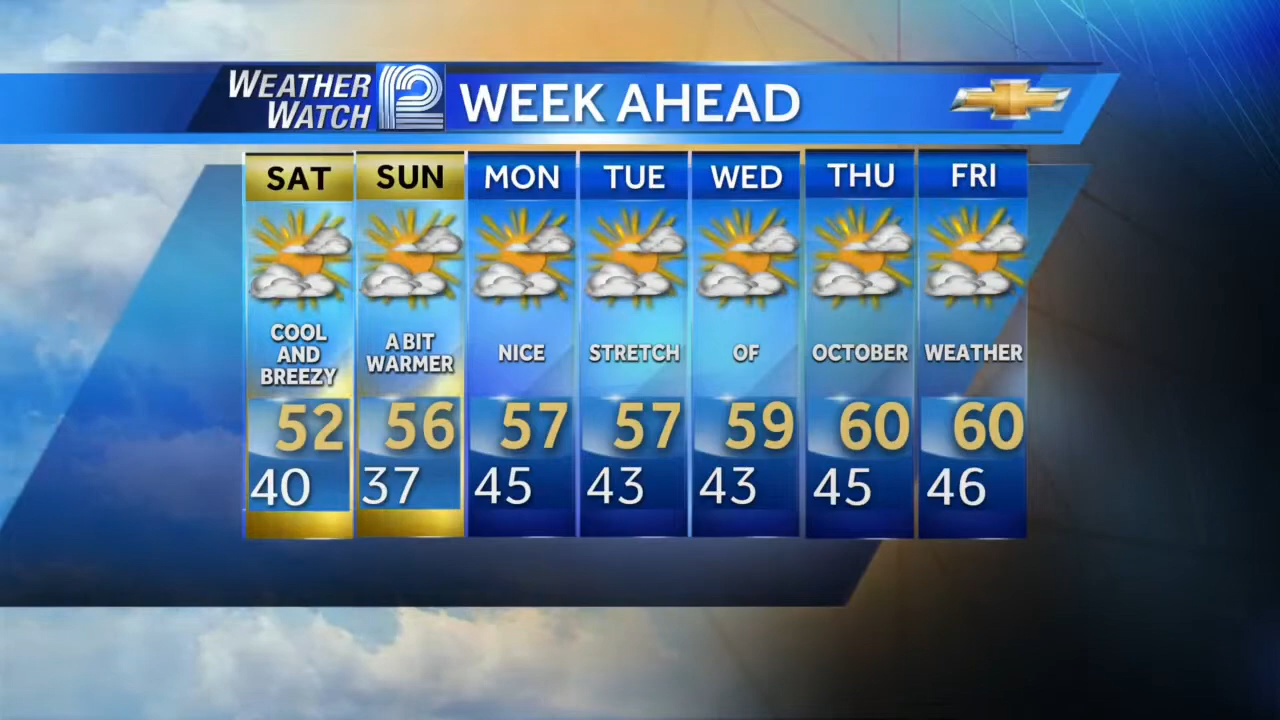 WEATHER
WATCH 12 WEEK AHEAD
SAT SUN MON TUE WED THU FRI
COOL
AND
BREEZY
A BIT
WARMER
NICE
STRETCH
OF
OCTOBER
WEATHER
52 56 57 57 59 60 60
40 37 45 43 43 45 46